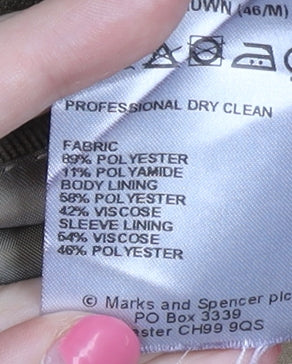 OWN (46/M)
PROFESSIONAL DRY CLEAN
FABRIC
89% POLYESTER
11% POLYAMIDE
BODY LINING
58% POLYESTER
42% VISCOSE
SLEEVE LINING
54% VISCOSE
46% POLYESTER
© Marks and Spencer plc
PO Box 3339
ester CH99 9QS